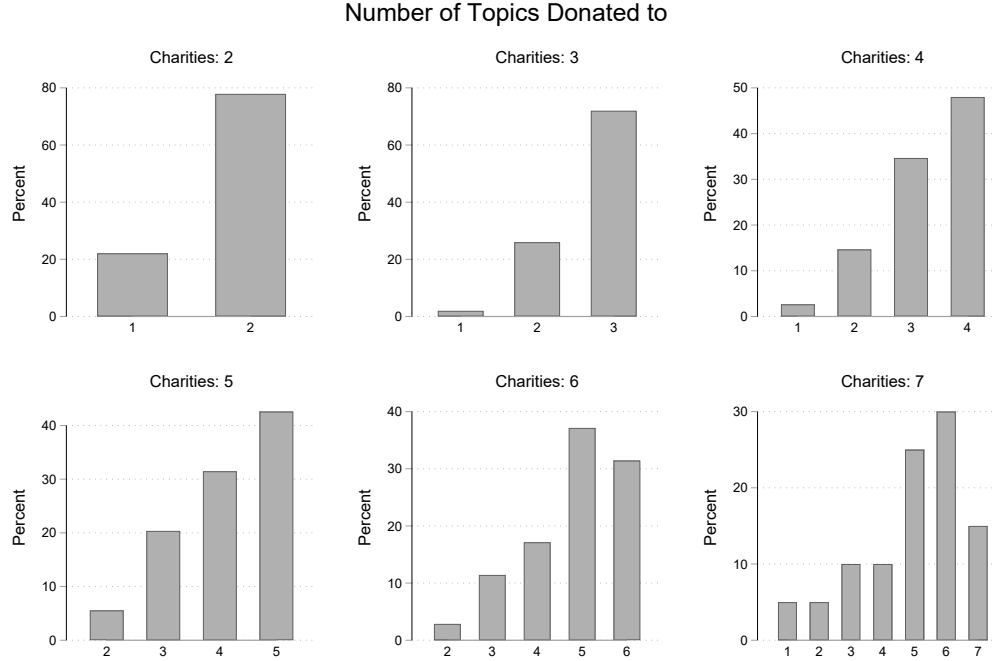 Number of Topics Donated to
Charities: 2
Percent
80
60
40
20
0
1 2
Charities: 3
Percent
80
60
40
20
0
1 2 3
Charities: 4
Percent
50
40
30
20
10
0
1 2 3 4
Charities: 5
Percent
40
30
20
10
0
2 3 4 5
Charities: 6
Percent
40
30
20
10
0
2 3 4 5 6
Charities: 7
Percent
30
20
10
0
1 2 3 4 5 6 7